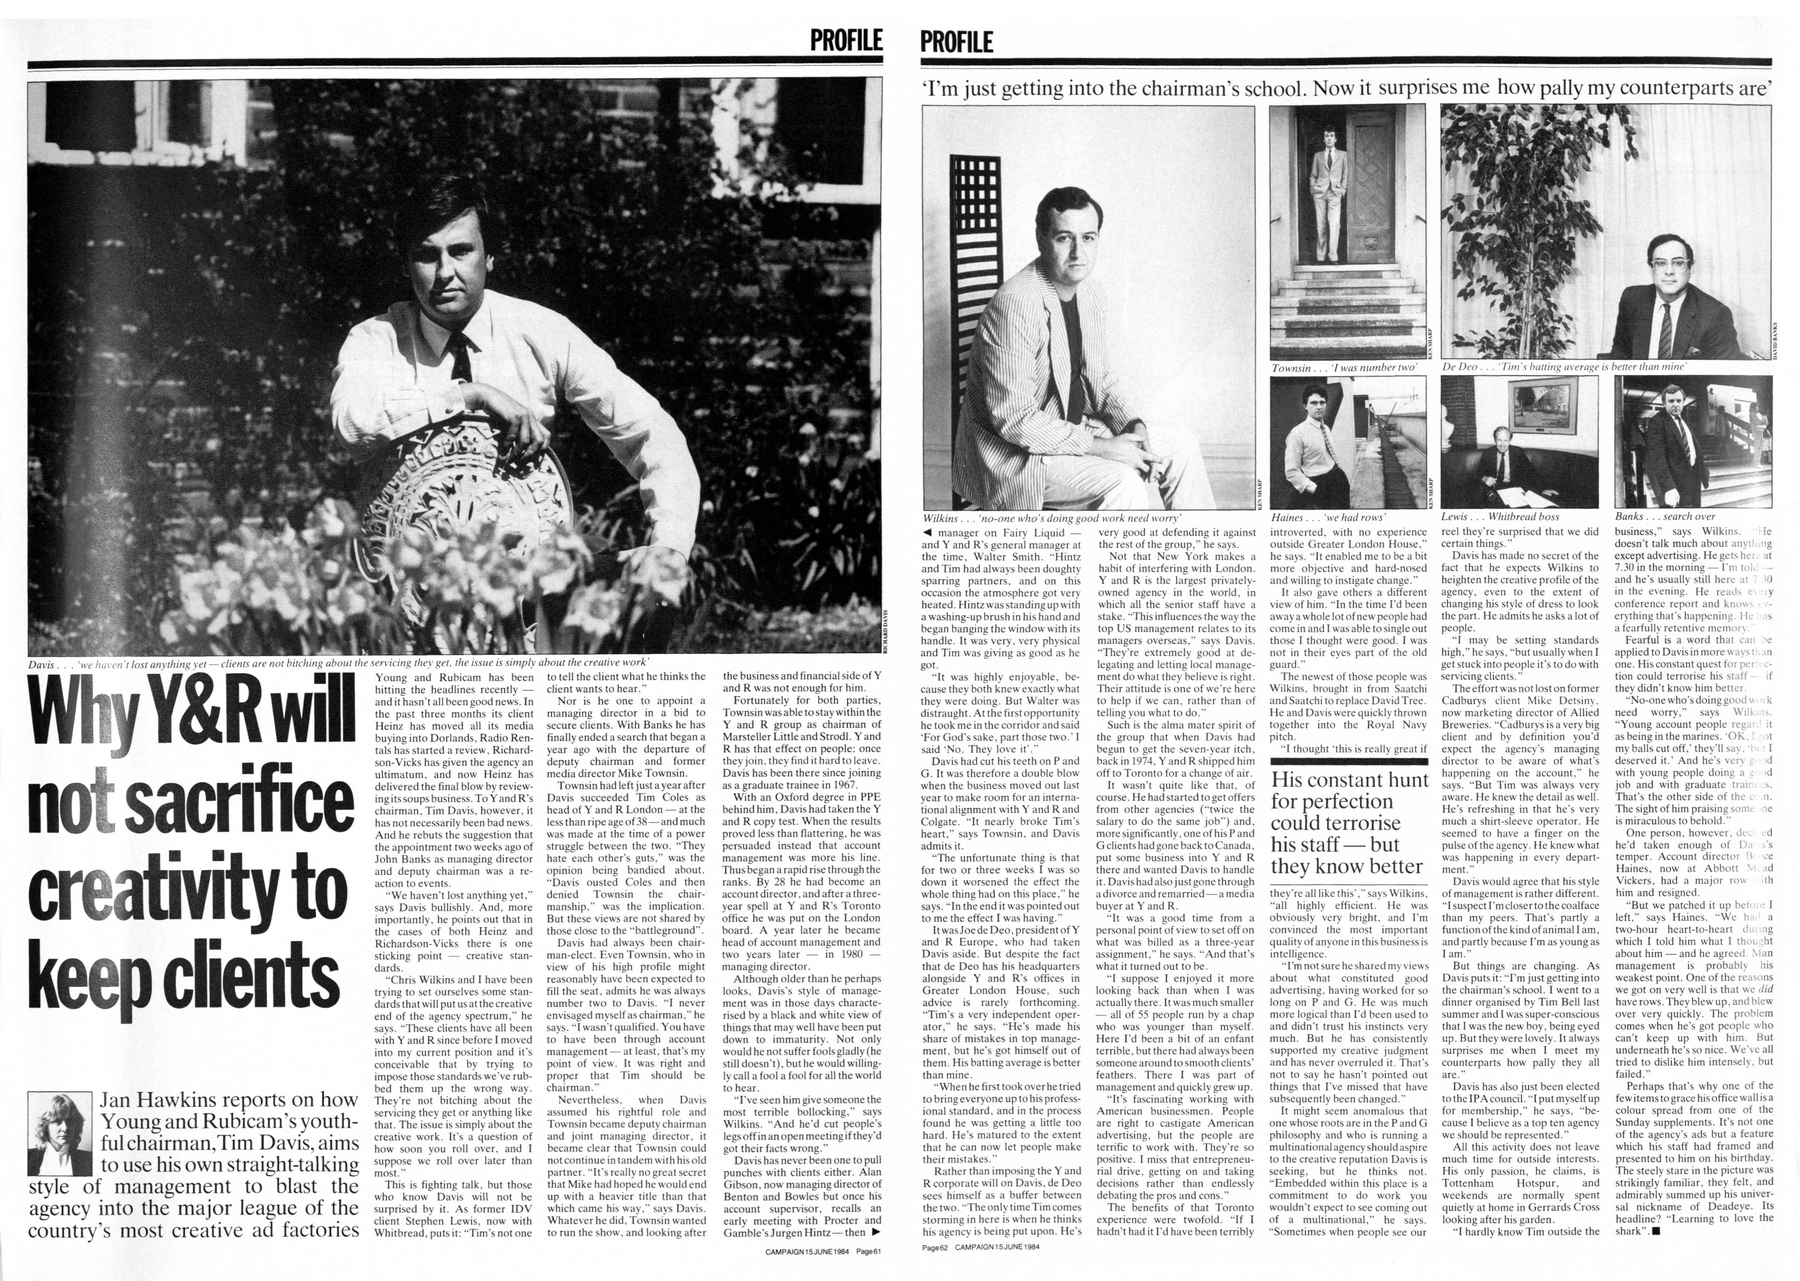 PROFILE
Davis . . . ‘we haven't lost anything yet — clients are not bitching about the servicing they get, the issue is simply about the creative work’
RICHARD DAVIS
Why Y&R will
not sacrifice
creativity to
keep clients
Jan Hawkins reports on how
Young and Rubicam's youth-
ful chairman, Tim Davis, aims
to use his own straight-talking
style of management to blast the
agency into the major league of the
country's most creative ad factories
Young and Rubicam has been
hitting the headlines recently —
and it hasn't all been good news. In
the past three months its client
Heinz has moved all its media
buying into Dorlands, Radio Ren-
tals has started a review, Richard-
son-Vicks has given the agency an
ultimatum, and now Heinz has
delivered the final blow by review-
ing its soups business. To Y and R's
chairman, Tim Davis, however, it
has not necessarily been bad news.
And he rebuts the suggestion that
the appointment two weeks ago of
John Banks as managing director
and deputy chairman was a re-
action to events.
“We haven't lost anything yet,”
says Davis bullishly. And, more
importantly, he points out that in
the cases of both Heinz and
Richardson-Vicks there is one
sticking point — creative stan-
dards.
“Chris Wilkins and I have been
trying to set ourselves some stan-
dards that will put us at the creative
end of the agency spectrum,” he
says. “These clients have all been
with Y and R since before I moved
into my current position and it's
conceivable that by trying to
impose those standards we've rub-
bed them up the wrong way.
They're not bitching about the
servicing they get or anything like
that. The issue is simply about the
creative work. It's a question of
how soon you roll over, and I
suppose we roll over later than
most.”
This is fighting talk, but those
who know Davis will not be
surprised by it. As former IDV
client Stephen Lewis, now with
Whitbread, puts it: “Tim's not one
to tell the client what he thinks the
client wants to hear.”
Nor is he one to appoint a
managing director in a bid to
secure clients. With Banks he has
finally ended a search that began a
year ago with the departure of
deputy chairman and former
media director Mike Townsin.
Townsin had left just a year after
Davis succeeded Tim Coles as
head of Y and R London — at the
less than ripe age of 38 — and much
was made at the time of a power
struggle between the two. “They
hate each other's guts,” was the
opinion being bandied about.
“Davis ousted Coles and then
denied Townsin the chair-
manship,” was the implication.
But these views are not shared by
those close to the “battleground”.
Davis had always been chair-
man-elect. Even Townsin, who in
view of his high profile might
reasonably have been expected to
fill the seat, admits he was always
number two to Davis. “I never
envisaged myself as chairman,” he
says. “I wasn't qualified. You have
to have been through account
management — at least, that's my
point of view. It was right and
proper that Tim should be
chairman.”
Nevertheless, when Davis
assumed his rightful role and
Townsin became deputy chairman
and joint managing director, it
became clear that Townsin could
not continue in tandem with his old
partner. “It's really no great secret
that Mike had hoped he would end
up with a heavier title than that
which came his way,” says Davis.
Whatever he did, Townsin wanted
to run the show, and looking after
the business and financial side of Y
and R was not enough for him.
Fortunately for both parties,
Townsin was able to stay within the
Y and R group as chairman of
Marsteller Little and Strodl. Y and
R has that effect on people: once
they join, they find it hard to leave.
Davis has been there since joining
as a graduate trainee in 1967.
With an Oxford degree in PPE
behind him, Davis had taken the Y
and R copy test. When the results
proved less than flattering, he was
persuaded instead that account
management was more his line.
Thus began a rapid rise through the
ranks. By 28 he had become an
account director, and after a three-
year spell at Y and R's Toronto
office he was put on the London
board. A year later he became
head of account management and
two years later — in 1980 —
managing director.
Although older than he perhaps
looks, Davis's style of manage-
ment was in those days characte-
rised by a black and white view of
things that may well have been put
down to immaturity. Not only
would he not suffer fools gladly (he
still doesn't), but he would willing-
ly call a fool a fool for all the world
to hear.
“I've seen him give someone the
most terrible bollocking,” says
Wilkins. “And he'd cut people's
legs off in an open meeting if they'd
got their facts wrong.”
Davis has never been one to pull
punches with clients either. Alan
Gibson, now managing director of
Benton and Bowles but once his
account supervisor, recalls an
early meeting with Procter and
Gamble's Jurgen Hintz — then ▶
CAMPAIGN 15 JUNE 1984 Page 61
PROFILE
‘I'm just getting into the chairman's school. Now it surprises me how pally my counterparts are’
KEN SHARP
KEN SHARP
DAVID BANKS
KEN SHARP
Townsin . . . ‘I was number two’
De Deo . . . ‘Tim's batting average is better than mine’
Wilkins . . . ‘no-one who's doing good work need worry’
Haines . . . ‘we had rows’
Lewis . . . Whitbread boss
Banks . . . search over
◀ manager on Fairy Liquid —
and Y and R's general manager at
the time, Walter Smith. “Hintz
and Tim had always been doughty
sparring partners, and on this
occasion the atmosphere got very
heated. Hintz was standing up with
a washing-up brush in his hand and
began banging the window with its
handle. It was very, very physical
and Tim was giving as good as he
got.
“It was highly enjoyable, be-
cause they both knew exactly what
they were doing. But Walter was
distraught. At the first opportunity
he took me in the corridor and said
‘For God's sake, part those two.’ I
said ‘No. They love it’.”
Davis had cut his teeth on P and
G. It was therefore a double blow
when the business moved out last
year to make room for an interna-
tional alignment with Y and R and
Colgate. “It nearly broke Tim's
heart,” says Townsin, and Davis
admits it.
“The unfortunate thing is that
for two or three weeks I was so
down it worsened the effect the
whole thing had on this place,” he
says. “In the end it was pointed out
to me the effect I was having.”
It was Joe de Deo, president of Y
and R Europe, who had taken
Davis aside. But despite the fact
that de Deo has his headquarters
alongside Y and R's offices in
Greater London House, such
advice is rarely forthcoming.
“Tim's a very independent oper-
ator,” he says. “He's made his
share of mistakes in top manage-
ment, but he's got himself out of
them. His batting average is better
than mine.
“When he first took over he tried
to bring everyone up to his profess-
ional standard, and in the process
found he was getting a little too
hard. He's matured to the extent
that he can now let people make
their mistakes.”
Rather than imposing the Y and
R corporate will on Davis, de Deo
sees himself as a buffer between
the two. “The only time Tim comes
storming in here is when he thinks
his agency is being put upon. He's
very good at defending it against
the rest of the group,” he says.
Not that New York makes a
habit of interfering with London.
Y and R is the largest privately-
owned agency in the world, in
which all the senior staff have a
stake. “This influences the way the
top US management relates to its
managers overseas,” says Davis.
“They're extremely good at de-
legating and letting local manage-
ment do what they believe is right.
Their attitude is one of we're here
to help if we can, rather than of
telling you what to do.”
Such is the alma mater spirit of
the group that when Davis had
begun to get the seven-year itch,
back in 1974, Y and R shipped him
off to Toronto for a change of air.
It wasn't quite like that, of
course. He had started to get offers
from other agencies (“twice the
salary to do the same job”) and,
more significantly, one of his P and
G clients had gone back to Canada,
put some business into Y and R
there and wanted Davis to handle
it. Davis had also just gone through
a divorce and remarried — a media
buyer at Y and R.
“It was a good time from a
personal point of view to set off on
what was billed as a three-year
assignment,” he says. “And that's
what it turned out to be.
“I suppose I enjoyed it more
looking back than when I was
actually there. It was much smaller
— all of 55 people run by a chap
who was younger than myself.
Here I'd been a bit of an enfant
terrible, but there had always been
someone around to smooth clients'
feathers. There I was part of
management and quickly grew up.
“It's fascinating working with
American businessmen. People
are right to castigate American
advertising, but the people are
terrific to work with. They're so
positive. I miss that entrepreneu-
rial drive, getting on and taking
decisions rather than endlessly
debating the pros and cons.”
The benefits of that Toronto
experience were twofold. “If I
hadn't had it I'd have been terribly
introverted, with no experience
outside Greater London House,”
he says. “It enabled me to be a bit
more objective and hard-nosed
and willing to instigate change.”
It also gave others a different
view of him. “In the time I'd been
away a whole lot of new people had
come in and I was able to single out
those I thought were good. I was
not in their eyes part of the old
guard.”
The newest of those people was
Wilkins, brought in from Saatchi
and Saatchi to replace David Tree.
He and Davis were quickly thrown
together into the Royal Navy
pitch.
“I thought ‘this is really great if
His constant hunt
for perfection
could terrorise
his staff — but
they know better
they're all like this’,” says Wilkins,
“all highly efficient. He was
obviously very bright, and I'm
convinced the most important
quality of anyone in this business is
intelligence.
“I'm not sure he shared my views
about what constituted good
advertising, having worked for so
long on P and G. He was much
more logical than I'd been used to
and didn't trust his instincts very
much. But he has consistently
supported my creative judgment
and has never overruled it. That's
not to say he hasn't pointed out
things that I've missed that have
subsequently been changed.”
It might seem anomalous that
one whose roots are in the P and G
philosophy and who is running a
multinational agency should aspire
to the creative reputation Davis is
seeking, but he thinks not.
“Embedded within this place is a
commitment to do work you
wouldn't expect to see coming out
of a multinational,” he says.
“Sometimes when people see our
reel they're surprised that we did
certain things.”
Davis has made no secret of the
fact that he expects Wilkins to
heighten the creative profile of the
agency, even to the extent of
changing his style of dress to look
the part. He admits he asks a lot of
people.
“I may be setting standards
high,” he says, “but usually when I
get stuck into people it's to do with
servicing clients.”
The effort was not lost on former
Cadburys client Mike Detsiny,
now marketing director of Allied
Breweries. “Cadburys is a very big
client and by definition you'd
expect the agency's managing
director to be aware of what's
happening on the account,” he
says. “But Tim was always very
aware. He knew the detail as well.
He's refreshing in that he's very
much a shirt-sleeve operator. He
seemed to have a finger on the
pulse of the agency. He knew what
was happening in every depart-
ment.”
Davis would agree that his style
of management is rather different.
“I suspect I'm closer to the coalface
than my peers. That's partly a
function of the kind of animal I am,
and partly because I'm as young as
I am.”
But things are changing. As
Davis puts it: “I'm just getting into
the chairman's school. I went to a
dinner organised by Tim Bell last
summer and I was super-conscious
that I was the new boy, being eyed
up. But they were lovely. It always
surprises me when I meet my
counterparts how pally they all
are.”
Davis has also just been elected
to the IPA council. “I put myself up
for membership,” he says, “be-
cause I believe as a top ten agency
we should be represented.”
All this activity does not leave
much time for outside interests.
His only passion, he claims, is
Tottenham Hotspur, and
weekends are normally spent
quietly at home in Gerrards Cross
looking after his garden.
“I hardly know Tim outside the
business,” says Wilkins. “He
doesn't talk much about anything
except advertising. He gets here at
7.30 in the morning — I'm told —
and he's usually still here at 7.30
in the evening. He reads every
conference report and knows ev-
erything that's happening. He has
a fearfully retentive memory.”
Fearful is a word that can be
applied to Davis in more ways than
one. His constant quest for perfec-
tion could terrorise his staff — if
they didn't know him better.
“No-one who's doing good work
need worry,” says Wilkins.
“Young account people regard it
as being in the marines. ‘OK, I got
my balls cut off,’ they'll say, ‘but I
deserved it.’ And he's very good
with young people doing a good
job and with graduate trainees.
That's the other side of the coin.
The sight of him praising someone
is miraculous to behold.”
One person, however, decided
he'd taken enough of Davis's
temper. Account director Bruce
Haines, now at Abbott Mead
Vickers, had a major row with
him and resigned.
“But we patched it up before I
left,” says Haines. “We had a
two-hour heart-to-heart during
which I told him what I thought
about him — and he agreed. Man
management is probably his
weakest point. One of the reasons
we got on very well is that we did
have rows. They blew up, and blew
over very quickly. The problem
comes when he's got people who
can't keep up with him. But
underneath he's so nice. We've all
tried to dislike him intensely, but
failed.”
Perhaps that's why one of the
few items to grace his office wall is a
colour spread from one of the
Sunday supplements. It's not one
of the agency's ads but a feature
which his staff had framed and
presented to him on his birthday.
The steely stare in the picture was
strikingly familiar, they felt, and
admirably summed up his univer-
sal nickname of Deadeye. Its
headline? “Learning to love the
shark”. ■
Page 62 CAMPAIGN 15 JUNE 1984